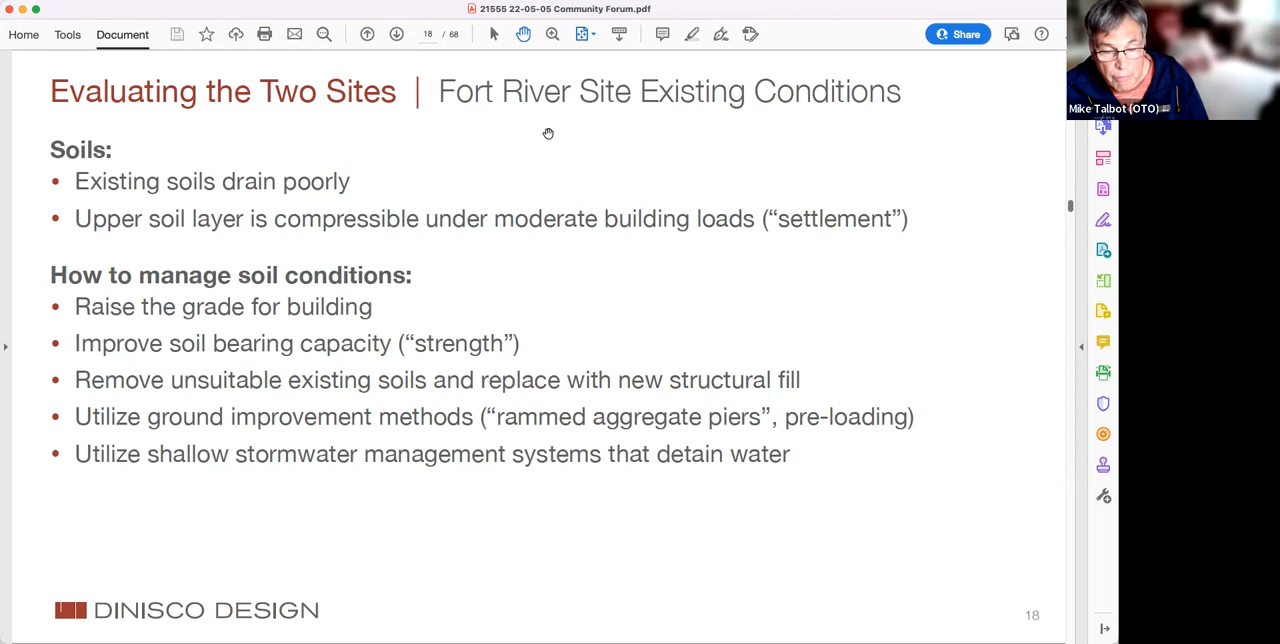 21555 22-05-05 Community Forum.pdf
Home Tools Document 18 / 68 Share
Mike Talbot (OTO)
Evaluating the Two Sites | Fort River Site Existing Conditions
Soils:
• Existing soils drain poorly
• Upper soil layer is compressible under moderate building loads (“settlement”)
How to manage soil conditions:
• Raise the grade for building
• Improve soil bearing capacity (“strength”)
• Remove unsuitable existing soils and replace with new structural fill
• Utilize ground improvement methods (“rammed aggregate piers”, pre-loading)
• Utilize shallow stormwater management systems that detain water
DINISCO DESIGN
18